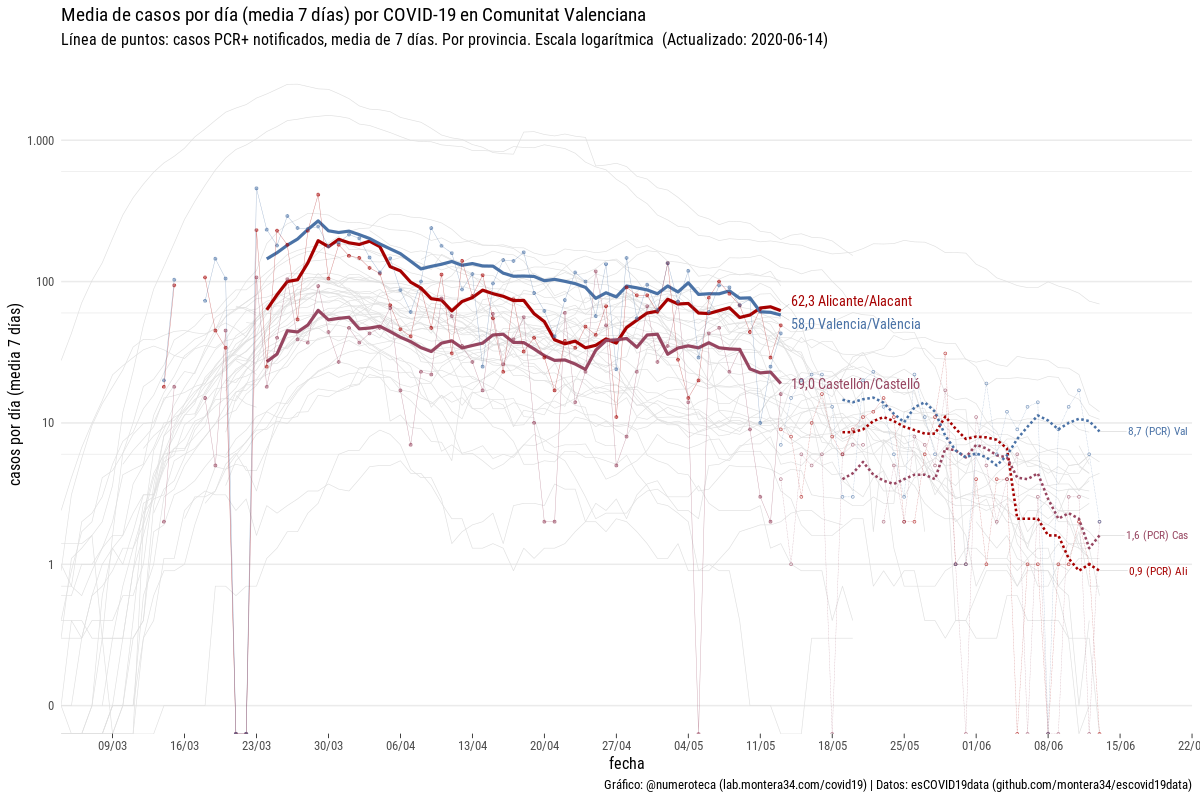 Media de casos por día (media 7 días) por COVID-19 en Comunitat Valenciana
Línea de puntos: casos PCR+ notificados, media de 7 días. Por provincia. Escala logarítmica (Actualizado: 2020-06-14)
casos por día (media 7 días)
1.000
100
10
1
0
62,3 Alicante/Alacant
58,0 Valencia/València
19,0 Castellón/Castelló
8,7 (PCR) Val
1,6 (PCR) Cas
0,9 (PCR) Ali
09/03 16/03 23/03 30/03 06/04 13/04 20/04 27/04 04/05 11/05 18/05 25/05 01/06 08/06 15/06 22/0
fecha
Gráfico: @numeroteca (lab.montera34.com/covid19) | Datos: esCOVID19data (github.com/montera34/escovid19data)